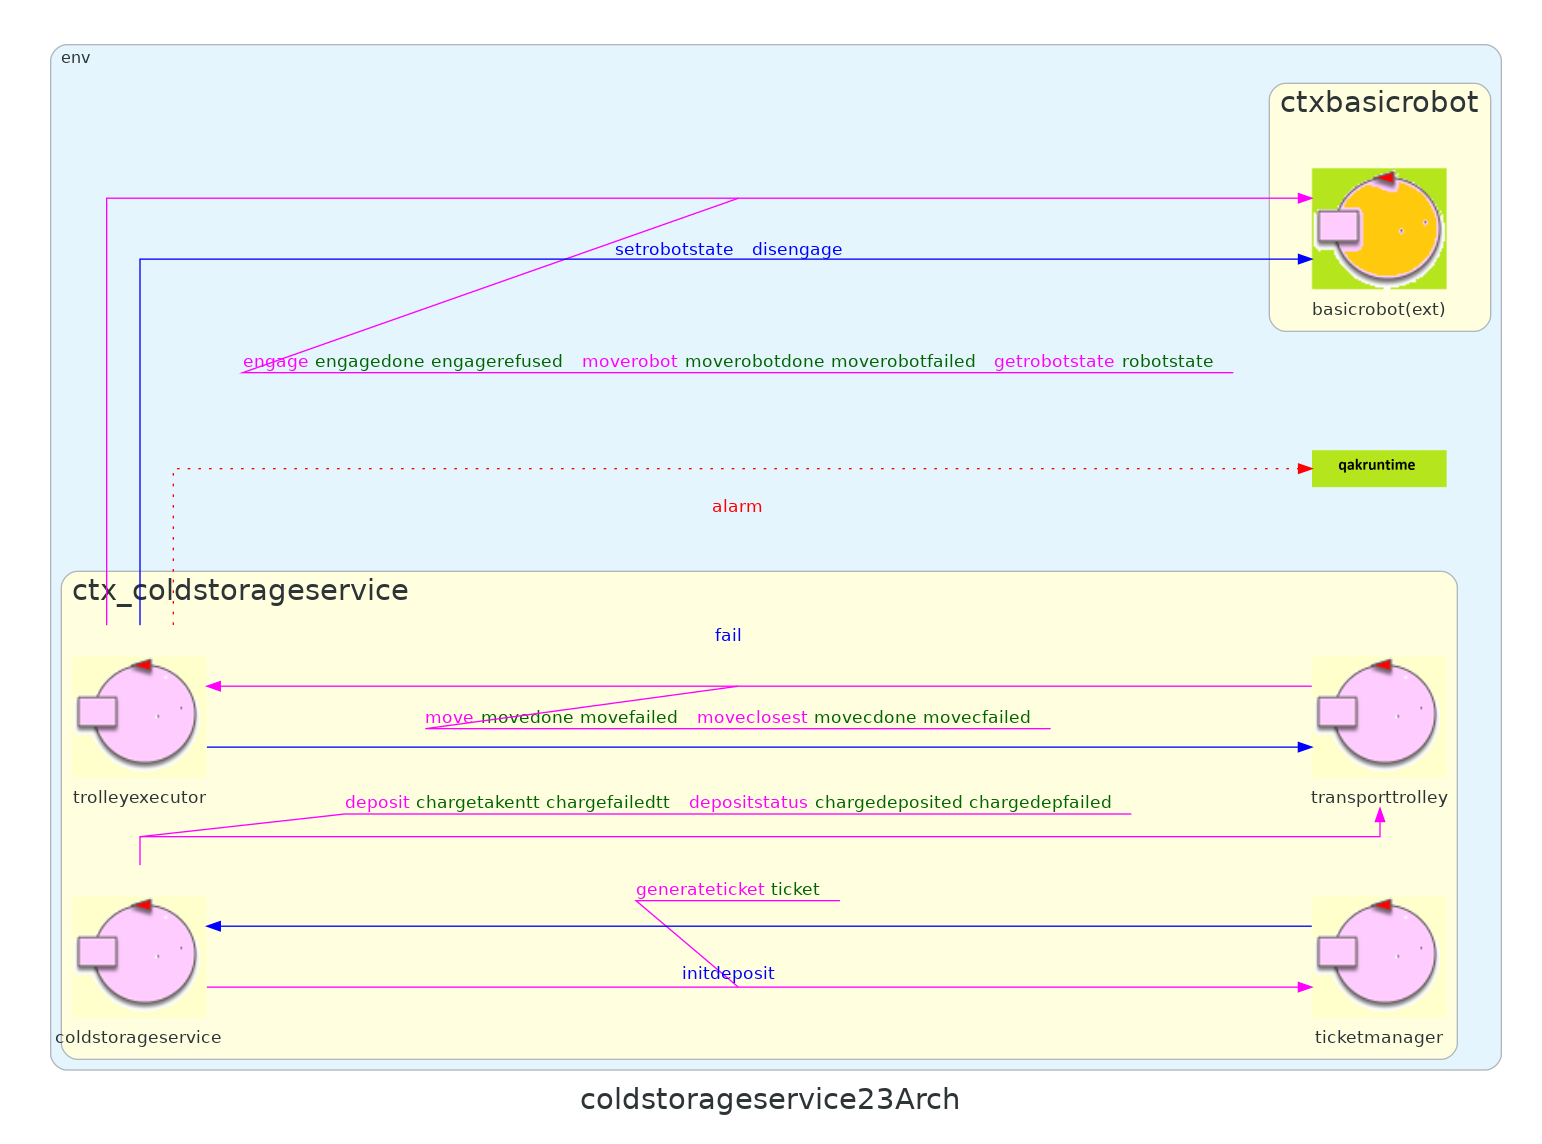 env
ctxbasicrobot
setrobotstate disengage
basicrobot(ext)
engage engagedone engagerefused moverobot moverobotdone moverobotfailed getrobotstate robotstate
qakruntime
alarm
ctx_coldstorageservice
fail
move movedone movefailed moveclosest movecdone movecfailed
trolleyexecutor
transporttrolley
deposit chargetakentt chargefailedtt depositstatus chargedeposited chargedepfailed
generateticket ticket
initdeposit
coldstorageservice
ticketmanager
coldstorageservice23Arch